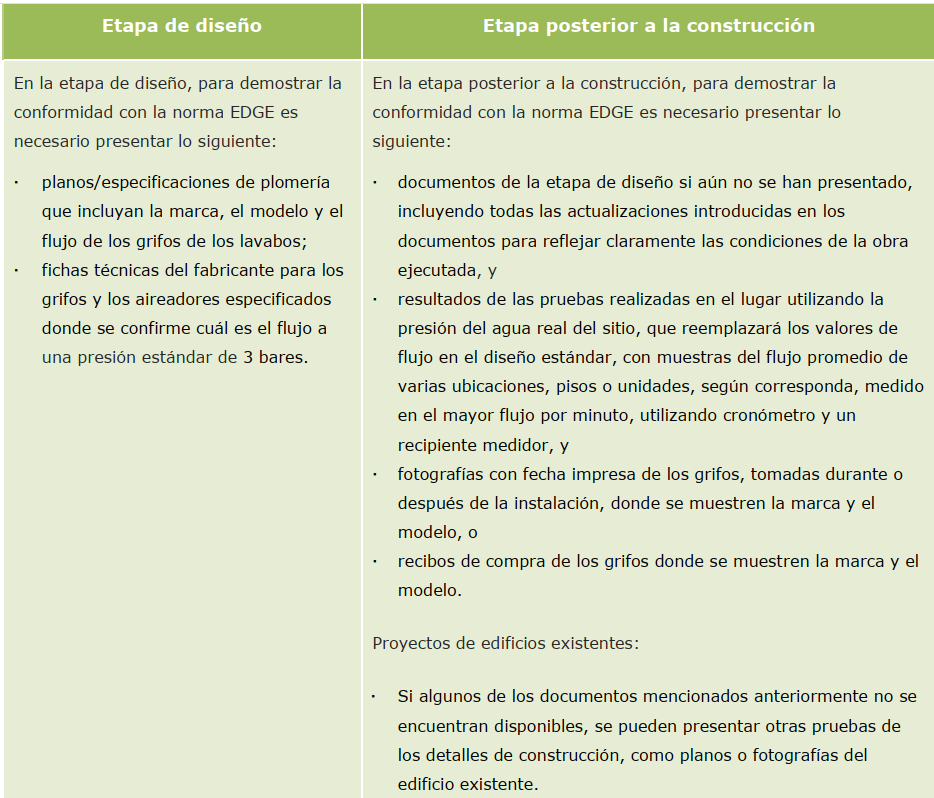 Etapa de diseño
Etapa posterior a la construcción
En la etapa de diseño, para demostrar la
conformidad con la norma EDGE es
necesario presentar lo siguiente:
· planos/especificaciones de plomería
que incluyan la marca, el modelo y el
flujo de los grifos de los lavabos;
· fichas técnicas del fabricante para los
grifos y los aireadores especificados
donde se confirme cuál es el flujo a
una presión estándar de 3 bares.
En la etapa posterior a la construcción, para demostrar la
conformidad con la norma EDGE es necesario presentar lo
siguiente:
· documentos de la etapa de diseño si aún no se han presentado,
incluyendo todas las actualizaciones introducidas en los
documentos para reflejar claramente las condiciones de la obra
ejecutada, y
· resultados de las pruebas realizadas en el lugar utilizando la
presión del agua real del sitio, que reemplazará los valores de
flujo en el diseño estándar, con muestras del flujo promedio de
varias ubicaciones, pisos o unidades, según corresponda, medido
en el mayor flujo por minuto, utilizando cronómetro y un
recipiente medidor, y
· fotografías con fecha impresa de los grifos, tomadas durante o
después de la instalación, donde se muestren la marca y el
modelo, o
· recibos de compra de los grifos donde se muestren la marca y el
modelo.
Proyectos de edificios existentes:
· Si algunos de los documentos mencionados anteriormente no se
encuentran disponibles, se pueden presentar otras pruebas de
los detalles de construcción, como planos o fotografías del
edificio existente.